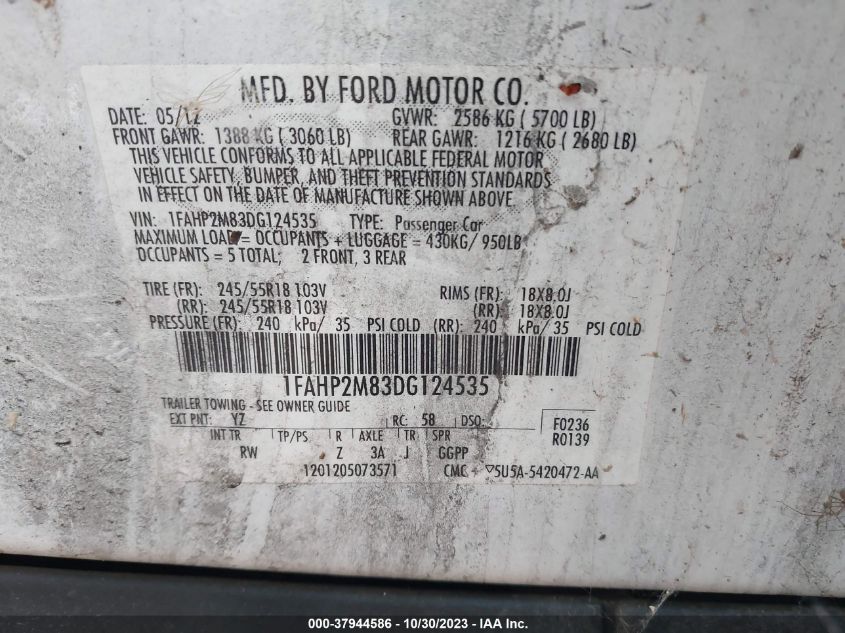 MFD. BY FORD MOTOR CO.
DATE: 05/12 GVWR: 2586 KG ( 5700 LB)
FRONT GAWR: 1388 KG ( 3060 LB) REAR GAWR: 1216 KG ( 2680 LB)
THIS VEHICLE CONFORMS TO ALL APPLICABLE FEDERAL MOTOR
VEHICLE SAFETY, BUMPER, AND THEFT PREVENTION STANDARDS
IN EFFECT ON THE DATE OF MANUFACTURE SHOWN ABOVE.
VIN: 1FAHP2M83DG124535 TYPE: Passenger Car
MAXIMUM LOAD = OCCUPANTS + LUGGAGE = 430KG/ 950LB
OCCUPANTS = 5 TOTAL; 2 FRONT, 3 REAR
TIRE (FR): 245/55R18 103V RIMS (FR): 18X8.0J
(RR): 245/55R18 103V (RR): 18X8.0J
PRESSURE (FR): 240 kPa/ 35 PSI COLD (RR): 240 kPa/ 35 PSI COLD
1FAHP2M83DG124535
TRAILER TOWING - SEE OWNER GUIDE
EXT PNT: YZ RC: 58 DSO: F0236
INT TR TP/PS R AXLE TR SPR R0139
RW Z 3A J GGPP
1201205073571 CMC + ▽5U5A-5420472-AA
000-37944586 - 10/30/2023 - IAA Inc.